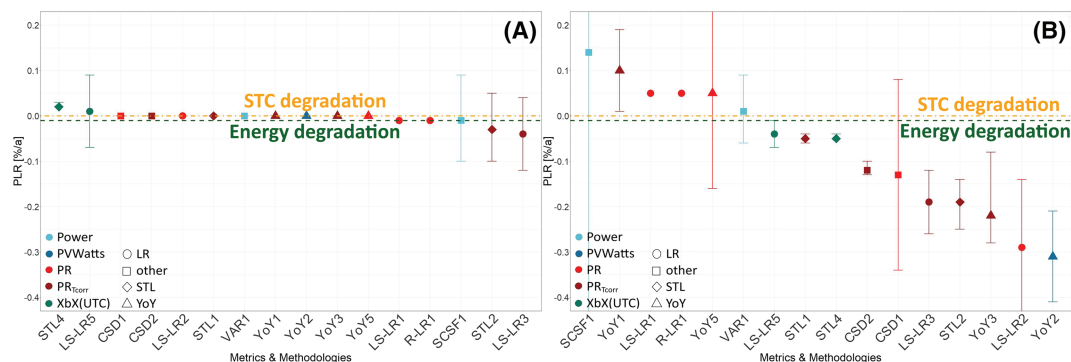 (A)
0.2
0.1
0.0
-0.1
-0.2
-0.3
-0.4
PLR [%/a]
STC degradation
Energy degradation
Power
PVWatts
PR
PRTcorr
XbX(UTC)
LR
other
STL
YoY
STL4
LS-LR5
CSD1
CSD2
LS-LR2
STL1
VAR1
YoY1
YoY2
YoY3
YoY5
LS-LR1
R-LR1
SCSF1
STL2
LS-LR3
Metrics & Methodologies
(B)
0.2
0.1
0.0
-0.1
-0.2
-0.3
-0.4
PLR [%/a]
STC degradation
Energy degradation
Power
PVWatts
PR
PRTcorr
XbX(UTC)
LR
other
STL
YoY
SCSF1
YoY1
LS-LR1
R-LR1
YoY5
VAR1
LS-LR5
STL1
STL4
CSD2
CSD1
LS-LR3
STL2
YoY3
LS-LR2
YoY2
Metrics & Methodologies